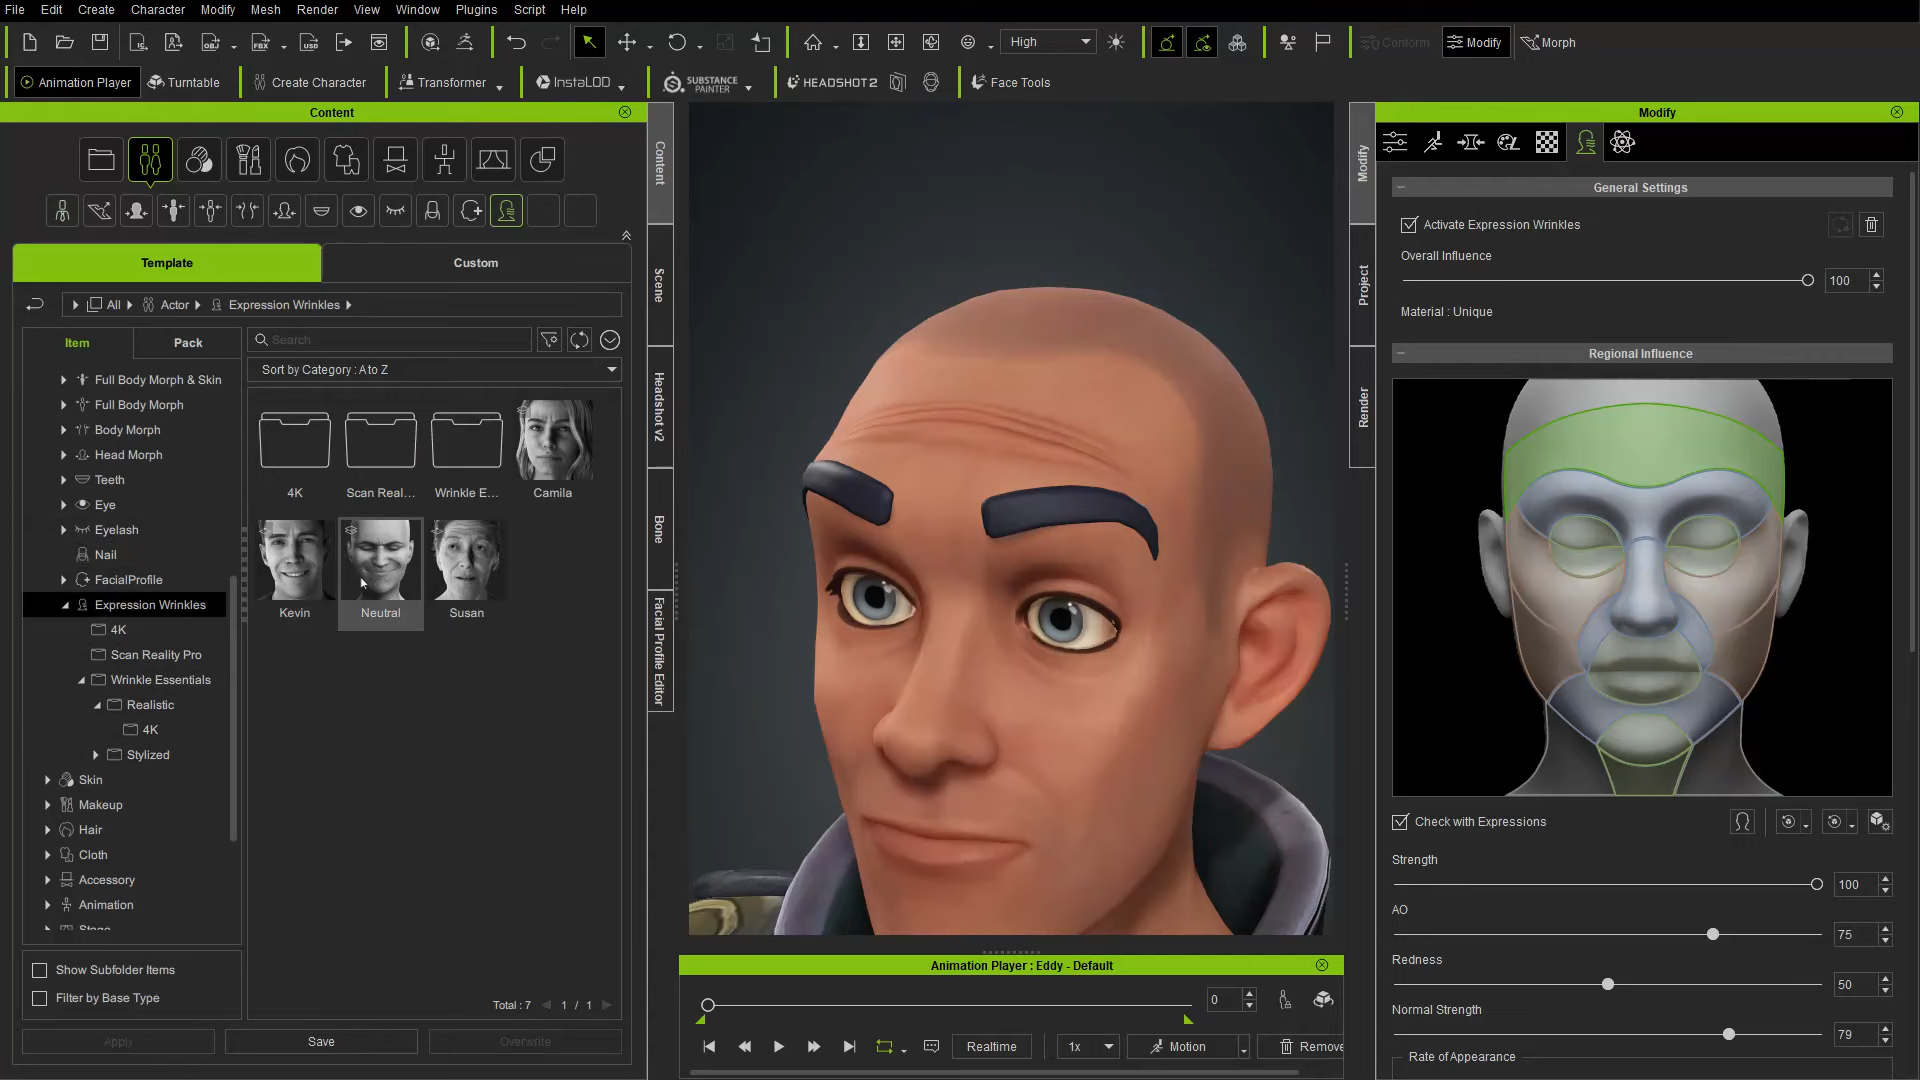 File Edit Create Character Modify Mesh Render View Window Plugins Script Help
High Conform Modify Morph
Animation Player Turntable Create Character Transformer InstaLOD SUBSTANCE PAINTER HEADSHOT 2 Face Tools
Content
Template Custom
All Actor Expression Wrinkles
Item Pack
Search
Sort by Category : A to Z
Full Body Morph & Skin
Full Body Morph
Body Morph
Head Morph
Teeth
Eye
Eyelash
Nail
FacialProfile
Expression Wrinkles
4K
Scan Reality Pro
Wrinkle Essentials
Realistic
4K
Stylized
Skin
Makeup
Hair
Cloth
Accessory
Animation
Stage
4K Scan Real... Wrinkle E... Camila
Kevin Neutral Susan
Show Subfolder Items
Filter by Base Type
Total : 7 1 / 1
Apply Save Overwrite
Content
Scene
Headshot v2
Bone
Facial Profile Editor
Animation Player : Eddy - Default
0
Realtime 1x Motion Remove
Modify
Project
Render
Modify
General Settings
Activate Expression Wrinkles
Overall Influence
100
Material : Unique
Regional Influence
Check with Expressions
Strength
100
AO
75
Redness
50
Normal Strength
79
Rate of Appearance